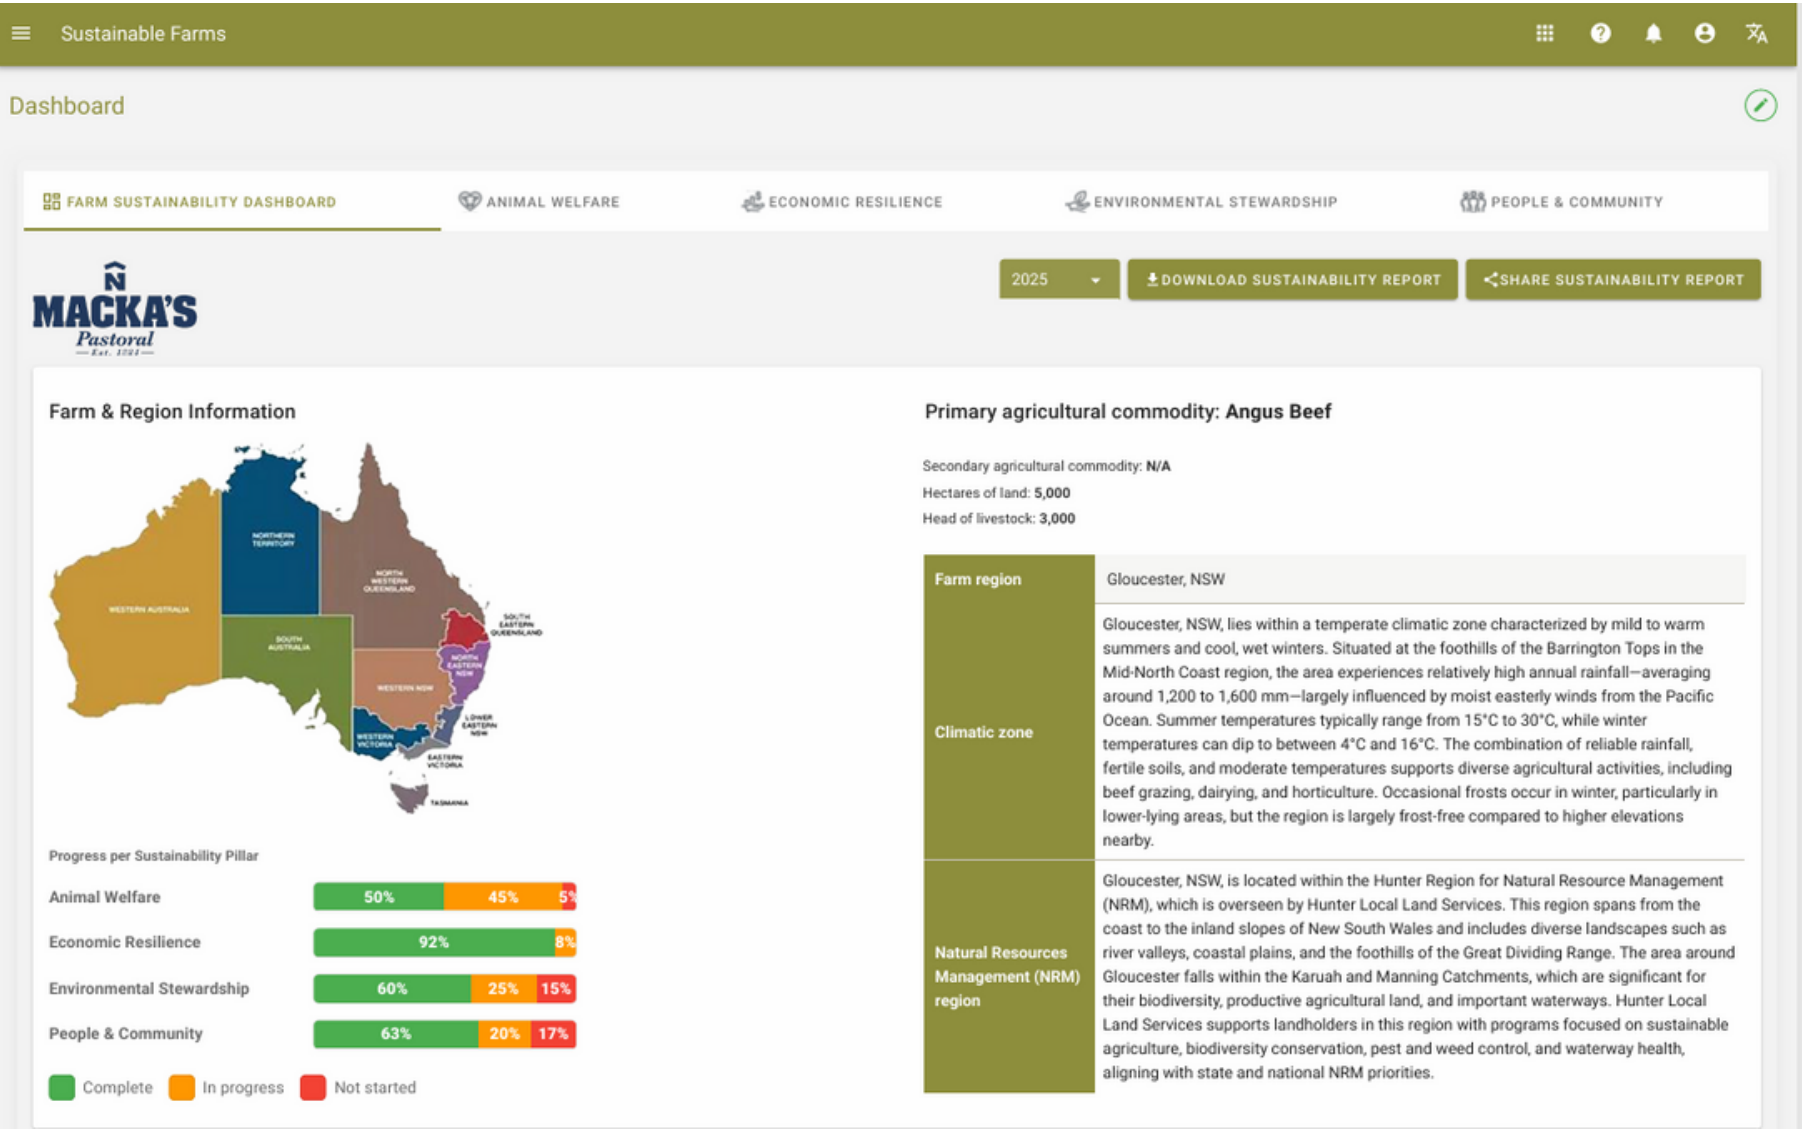 Sustainable Farms
Dashboard
FARM SUSTAINABILITY DASHBOARD
ANIMAL WELFARE
ECONOMIC RESILIENCE
ENVIRONMENTAL STEWARDSHIP
PEOPLE & COMMUNITY
MACKA'S
Pastoral
2025
DOWNLOAD SUSTAINABILITY REPORT
SHARE SUSTAINABILITY REPORT
Farm & Region Information
NORTHERN
TERRITORY
NORTH
WESTERN
QUEENSLAND
WESTERN AUSTRALIA
SOUTH
EASTERN
QUEENSLAND
SOUTH
AUSTRALIA
NORTH
EASTERN
NSW
WESTERN NSW
LOWER
EASTERN
NSW
WESTERN
VICTORIA
EASTERN
VICTORIA
TASMANIA
Progress per Sustainability Pillar
Animal Welfare 50% 45% 5%
Economic Resilience 92% 8%
Environmental Stewardship 60% 25% 15%
People & Community 63% 20% 17%
Complete In progress Not started
Primary agricultural commodity: Angus Beef
Secondary agricultural commodity: N/A
Hectares of land: 5,000
Head of livestock: 3,000
Farm region
Gloucester, NSW
Climatic zone
Gloucester, NSW, lies within a temperate climatic zone characterized by mild to warm
summers and cool, wet winters. Situated at the foothills of the Barrington Tops in the
Mid-North Coast region, the area experiences relatively high annual rainfall—averaging
around 1,200 to 1,600 mm—largely influenced by moist easterly winds from the Pacific
Ocean. Summer temperatures typically range from 15°C to 30°C, while winter
temperatures can dip to between 4°C and 16°C. The combination of reliable rainfall,
fertile soils, and moderate temperatures supports diverse agricultural activities, including
beef grazing, dairying, and horticulture. Occasional frosts occur in winter, particularly in
lower-lying areas, but the region is largely frost-free compared to higher elevations
nearby.
Natural Resources
Management (NRM)
region
Gloucester, NSW, is located within the Hunter Region for Natural Resource Management
(NRM), which is overseen by Hunter Local Land Services. This region spans from the
coast to the inland slopes of New South Wales and includes diverse landscapes such as
river valleys, coastal plains, and the foothills of the Great Dividing Range. The area around
Gloucester falls within the Karuah and Manning Catchments, which are significant for
their biodiversity, productive agricultural land, and important waterways. Hunter Local
Land Services supports landholders in this region with programs focused on sustainable
agriculture, biodiversity conservation, pest and weed control, and waterway health,
aligning with state and national NRM priorities.